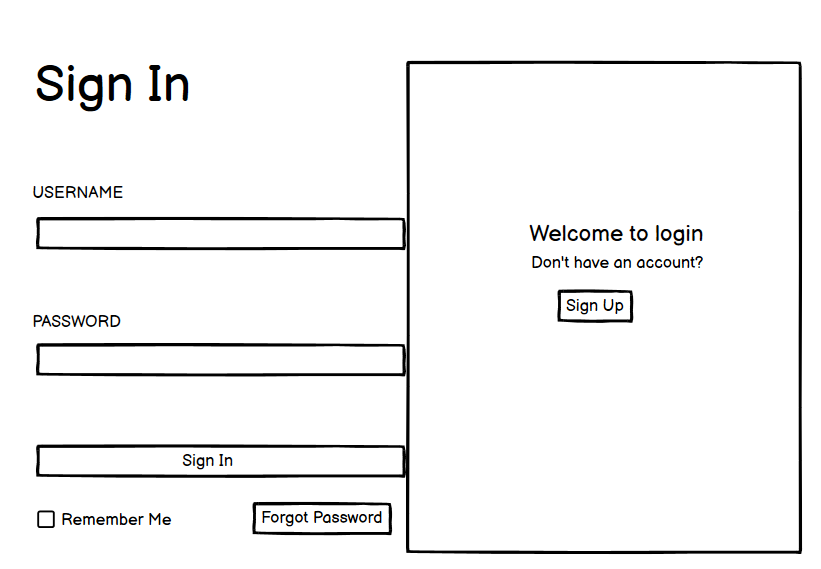 Sign In
USERNAME
PASSWORD
Sign In
Remember Me
Forgot Password
Welcome to login
Don't have an account?
Sign Up